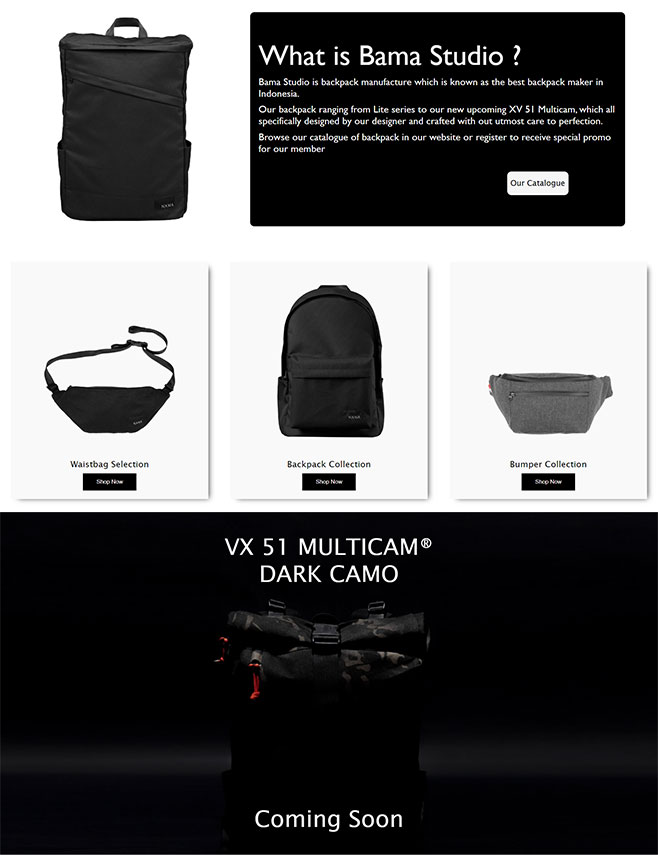 What is Bama Studio ?
Bama Studio is backpack manufacture which is known as the best backpack maker in
Indonesia.
Our backpack ranging from Lite series to our new upcoming XV 51 Multicam, which all
specifically designed by our designer and crafted with out utmost care to perfection.
Browse our catalogue of backpack in our website or register to receive special promo
for our member
Our Catalogue
Waistbag Selection
Shop Now
Backpack Collection
Shop Now
Bumper Collection
Shop Now
VX 51 MULTICAM®
DARK CAMO
Coming Soon